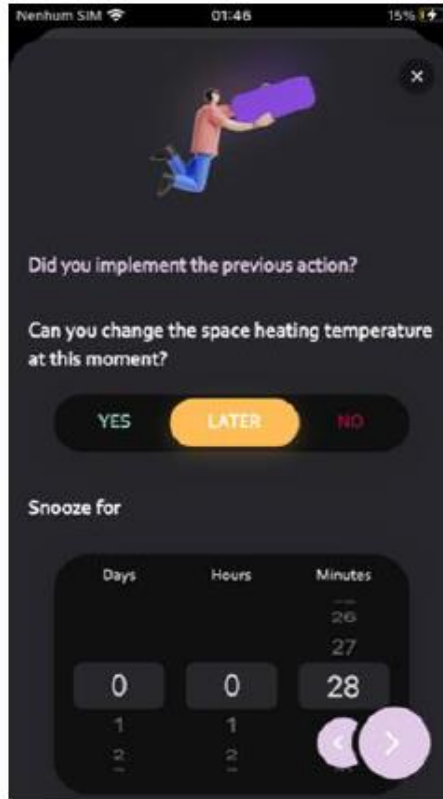 Nenhum SIM 01:46 15%
Did you implement the previous action?
Can you change the space heating temperature
at this moment?
YES LATER NO
Snooze for
Days Hours Minutes
26
27
0 0 28
1 1
2 2